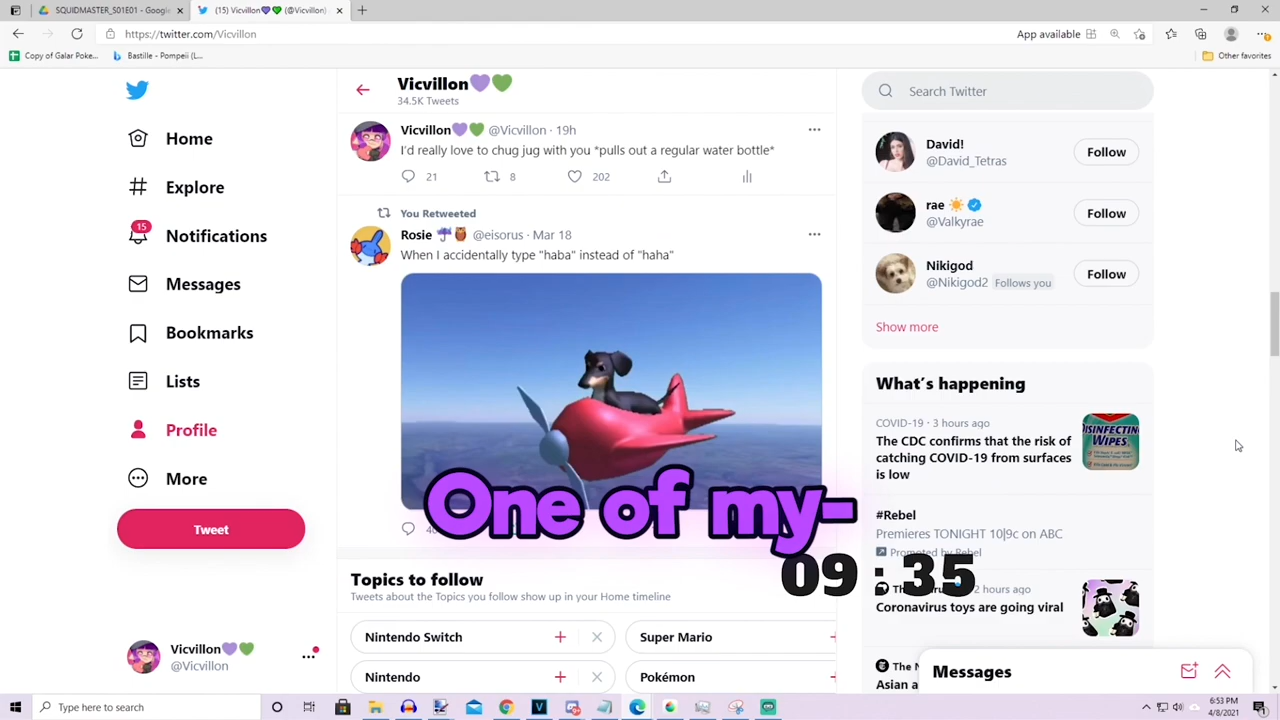 SQUIDMASTER_S01E01 - Google
(15) Vicvillon💜💚 (@Vicvillon)
https://twitter.com/Vicvillon
App available
Copy of Galar Poke...
Bastille - Pompeii (L...
Other favorites
Home
Explore
15
Notifications
Messages
Bookmarks
Lists
Profile
More
Tweet
Vicvillon💜💚
@Vicvillon
Vicvillon💜💚
34.5K Tweets
Vicvillon💜💚 @Vicvillon · 19h
I'd really love to chug jug with you *pulls out a regular water bottle*
21 8 202
You Retweeted
Rosie ☔🦉 @eisorus · Mar 18
When I accidentally type "haba" instead of "haha"
One of my-
09:35
Topics to follow
Tweets about the Topics you follow show up in your Home timeline
Nintendo Switch
Super Mario
Nintendo
Pokémon
Search Twitter
David!
@David_Tetras
Follow
rae ☀️
@Valkyrae
Follow
Nikigod
@Nikigod2 Follows you
Follow
Show more
What's happening
COVID-19 · 3 hours ago
The CDC confirms that the risk of
catching COVID-19 from surfaces
is low
DISINFECTING
WIPES
#Rebel
Premieres TONIGHT 10|9c on ABC
Promoted by Rebel
2 hours ago
Coronavirus toys are going viral
The N
Asian a
Messages
Type here to search
6:53 PM
4/8/2021